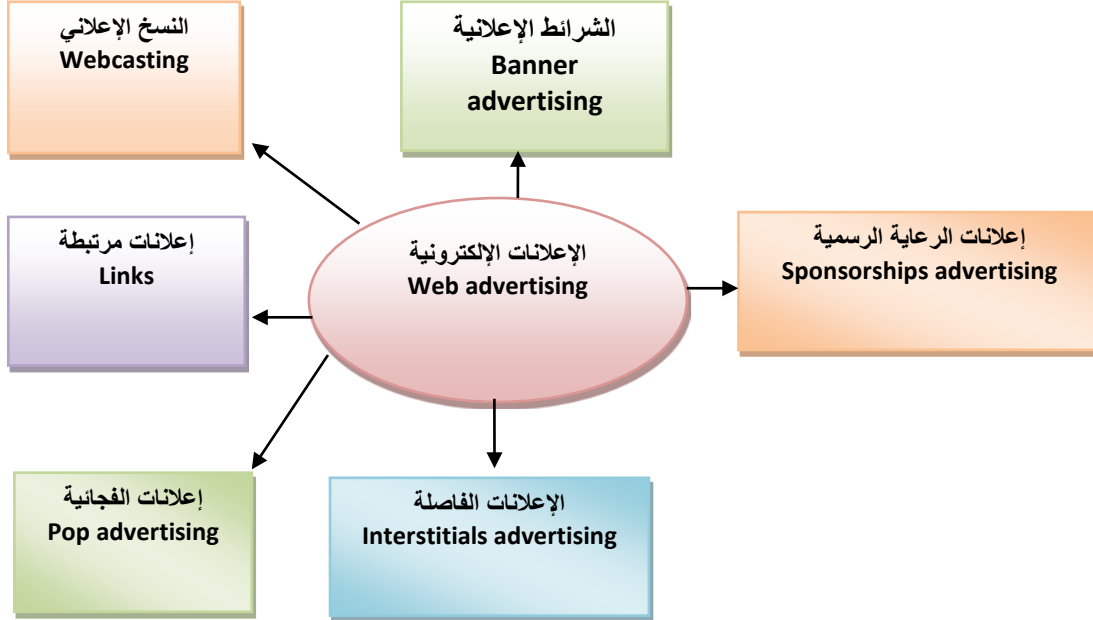 النسخ الإعلاني
Webcasting
الشرائط الإعلانية
Banner
advertising
إعلانات مرتبطة
Links
الإعلانات الإلكترونية
Web advertising
إعلانات الرعاية الرسمية
Sponsorships advertising
إعلانات الفجائية
Pop advertising
الإعلانات الفاصلة
Interstitials advertising